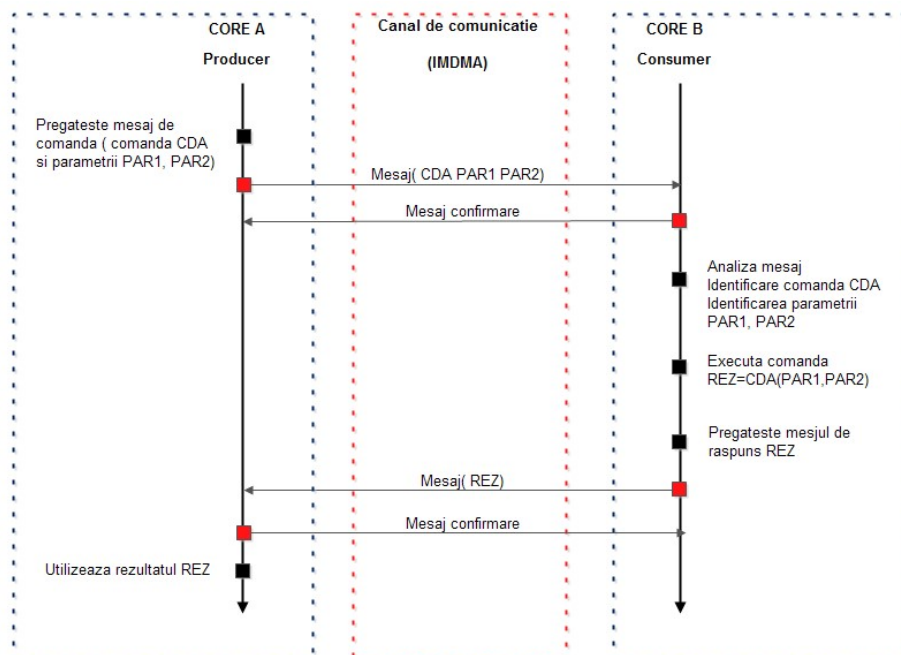 CORE A
Producer
Canal de comunicatie
(IMDMA)
CORE B
Consumer
Pregateste mesaj de
comanda ( comanda CDA
si parametrii PAR1, PAR2)
Mesaj( CDA PAR1 PAR2)
Mesaj confirmare
Analiza mesaj
Identificare comanda CDA
Identificarea parametrii
PAR1, PAR2
Executa comanda
REZ=CDA(PAR1,PAR2)
Pregateste mesjul de
raspuns REZ
Mesaj( REZ)
Mesaj confirmare
Utilizeaza rezultatul REZ